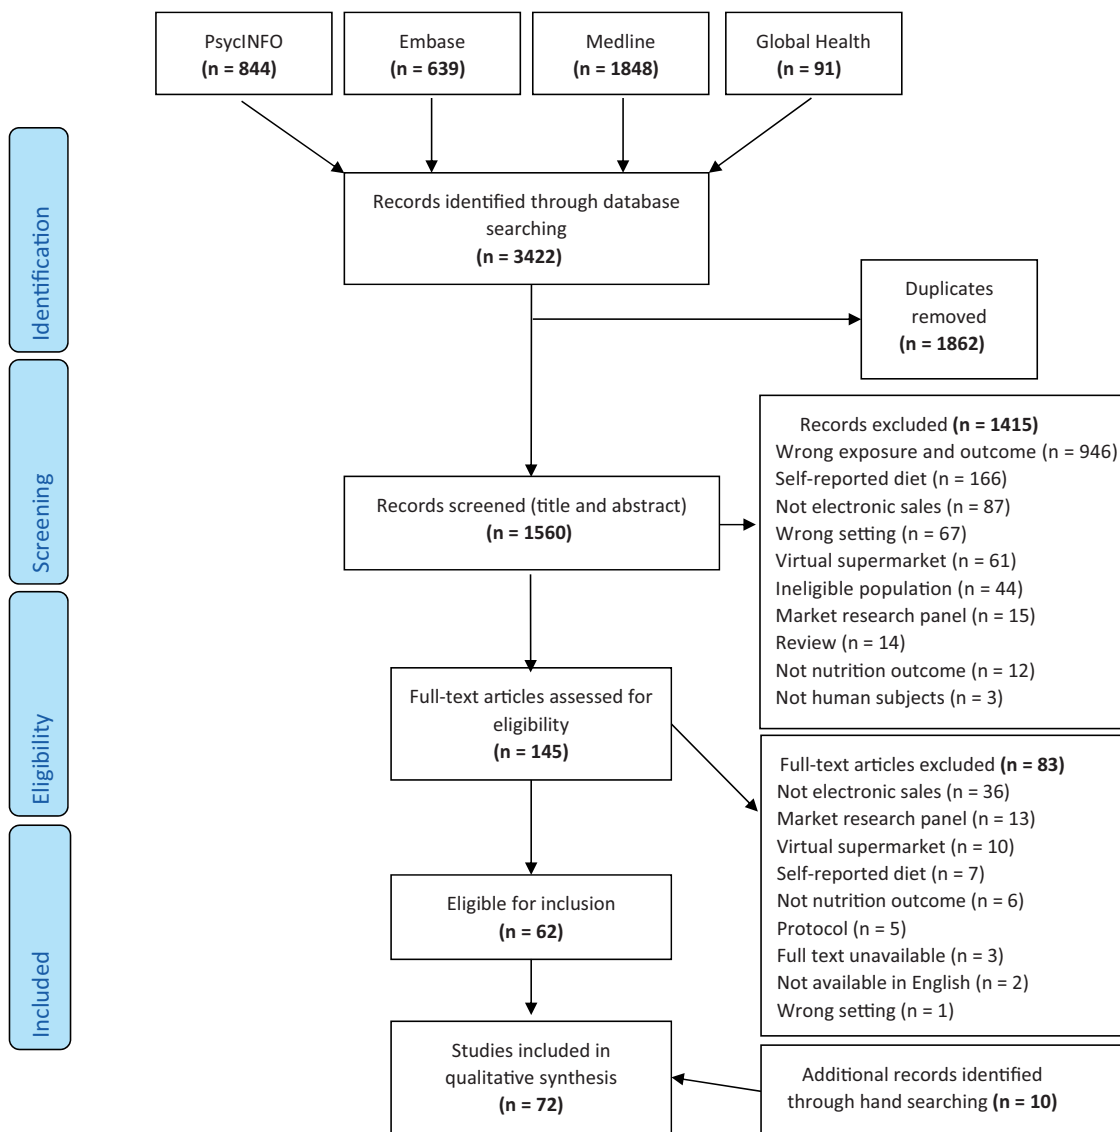 PsycINFO
(n = 844)
Embase
(n = 639)
Medline
(n = 1848)
Global Health
(n = 91)
Identification
Records identified through database
searching
(n = 3422)
Duplicates
removed
(n = 1862)
Screening
Records screened (title and abstract)
(n = 1560)
Records excluded (n = 1415)
Wrong exposure and outcome (n = 946)
Self-reported diet (n = 166)
Not electronic sales (n = 87)
Wrong setting (n = 67)
Virtual supermarket (n = 61)
Ineligible population (n = 44)
Market research panel (n = 15)
Review (n = 14)
Not nutrition outcome (n = 12)
Not human subjects (n = 3)
Eligibility
Full-text articles assessed for
eligibility
(n = 145)
Full-text articles excluded (n = 83)
Not electronic sales (n = 36)
Market research panel (n = 13)
Virtual supermarket (n = 10)
Self-reported diet (n = 7)
Not nutrition outcome (n = 6)
Protocol (n = 5)
Full text unavailable (n = 3)
Not available in English (n = 2)
Wrong setting (n = 1)
Included
Eligible for inclusion
(n = 62)
Studies included in
qualitative synthesis
(n = 72)
Additional records identified
through hand searching (n = 10)